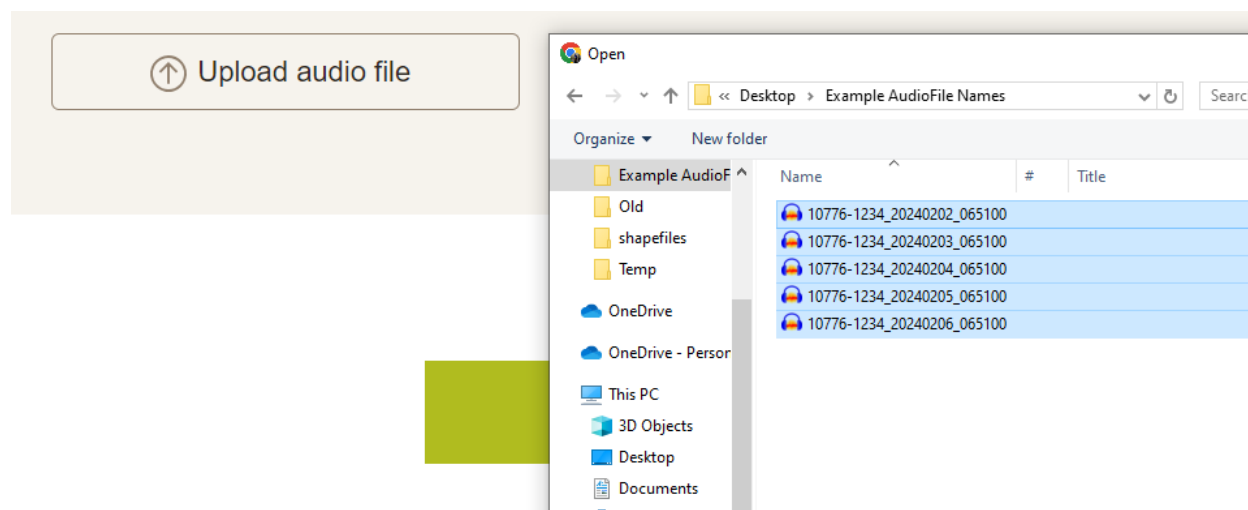 Upload audio file
Open
« Desktop > Example AudioFile Names
Searc
Organize
New folder
Example AudioF
Old
shapefiles
Temp
OneDrive
OneDrive - Person
This PC
3D Objects
Desktop
Documents
Name # Title
10776-1234_20240202_065100
10776-1234_20240203_065100
10776-1234_20240204_065100
10776-1234_20240205_065100
10776-1234_20240206_065100